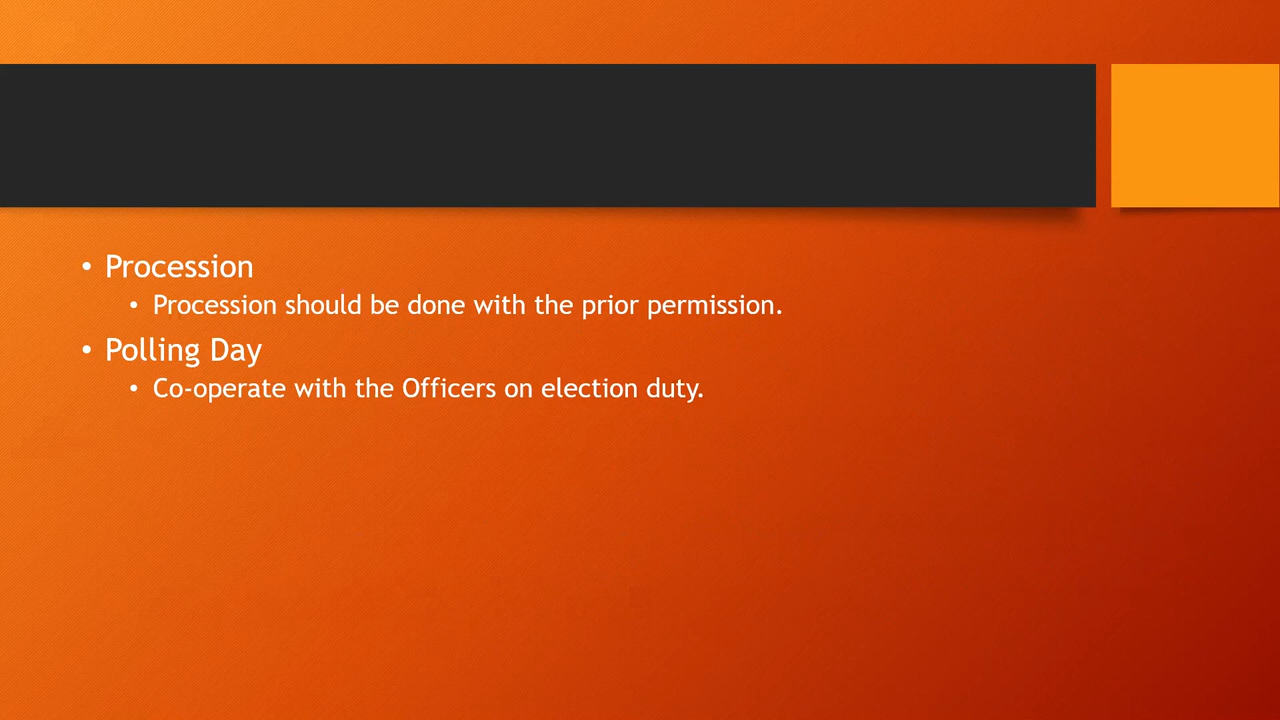 • Procession
• Procession should be done with the prior permission.
• Polling Day
• Co-operate with the Officers on election duty.